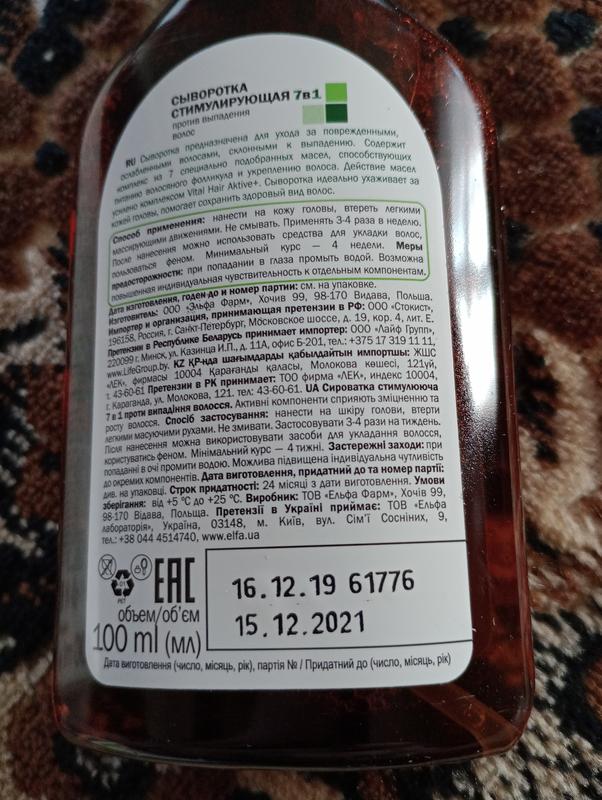 СЫВОРОТКА
СТИМУЛИРУЮЩАЯ 7в1
против выпадения
волос
RU Сыворотка предназначена для ухода за поврежденными,
ослабленными волосами, склонными к выпадению. Содержит
комплекс из 7 специально подобранных масел, способствующих
питанию волосяного фолликула и укреплению волоса. Действие масел
усилено комплексом Vital Hair Aktive+. Сыворотка идеально ухаживает за
кожей головы, помогает сохранить здоровый вид волос.
Способ применения: нанести на кожу головы, втереть легкими
массирующими движениями. Не смывать. Применять 3-4 раза в неделю.
После нанесения можно использовать средства для укладки волос,
пользоваться феном. Минимальный курс — 4 недели. Меры
предосторожности: при попадании в глаза промыть водой. Возможна
повышенная индивидуальная чувствительность к отдельным компонентам.
Дата изготовления, годен до и номер партии: см. на упаковке.
Изготовитель: ООО «Эльфа Фарм», Хочив 99, 98-170 Видава, Польша.
Импортер и организация, принимающая претензии в РФ: ООО «Стокист»,
196158, Россия, г. Санкт-Петербург, Московское шоссе, д. 19, кор. 4, лит. Е.
Претензии в Республике Беларусь принимает импортер: ООО «Лайф Групп»,
220099 г. Минск, ул. Казинца И.П., д. 11А, офис Б-201, тел.: +375 17 319 11 11,
www.LifeGroup.by. KZ ҚР-нда шағымдарды қабылдайтын импортшы: ЖШС
«ЛЕК», фирмасы 10004 Қарағанды қаласы, Молокова көшесі, 121үй,
т. 43-60-61 Претензии в РК принимает: ТОО фирма «ЛЕК», индекс 10004,
г. Караганда, ул. Молокова, 121. тел: 43-60-61. UA Сироватка стимулююча
7 в 1 проти випадіння волосся. Активні компоненти сприяють зміцненню та
росту волосся. Спосіб застосування: нанести на шкіру голови, втерти
легкими масуючими рухами. Не змивати. Застосовувати 3-4 рази на тиждень.
Після нанесення можна використовувати засоби для укладання волосся,
користуватись феном. Мінімальний курс — 4 тижні. Застережні заходи: при
попаданні в очі промити водою. Можлива підвищена індивідуальна чутливість
до окремих компонентів. Дата виготовлення, придатний до та номер партії:
див. на упаковці. Строк придатності: 24 місяці з дати виготовлення. Умови
зберігання: від +5 °С до +25 °С. Виробник: ТОВ «Ельфа Фарм», Хочів 99,
98-170 Видава, Польща. Претензії в Україні приймає: ТОВ «Ельфа
лабораторія», Україна, 03148, м. Київ, вул. Сім'ї Сосніних, 9,
тел.: +38 044 4514740, www.elfa.ua
01
PET
EAC
16.12.19 61776
15.12.2021
объем/об'єм
100 ml (мл)
Дата виготовлення (число, місяць, рік), партія № / Придатний до (число, місяць, рік)